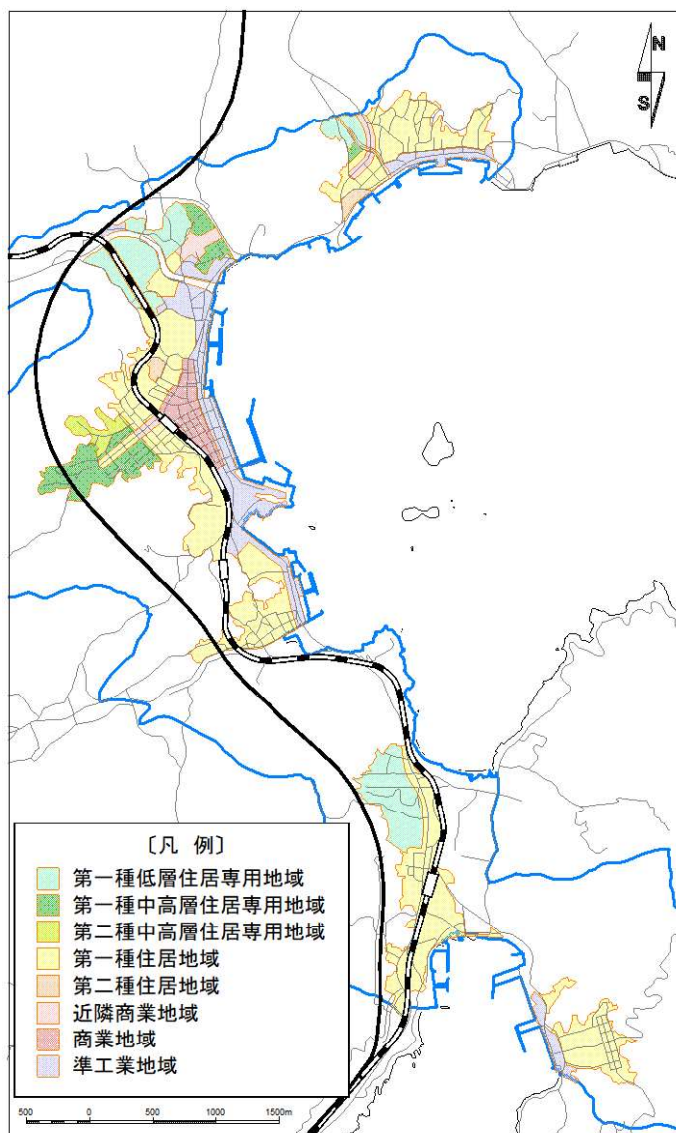 N
S
〔凡 例〕
第一種低層住居専用地域
第一種中高層住居専用地域
第二種中高層住居専用地域
第一種住居地域
第二種住居地域
近隣商業地域
商業地域
準工業地域
500 0 500 1000 1500m